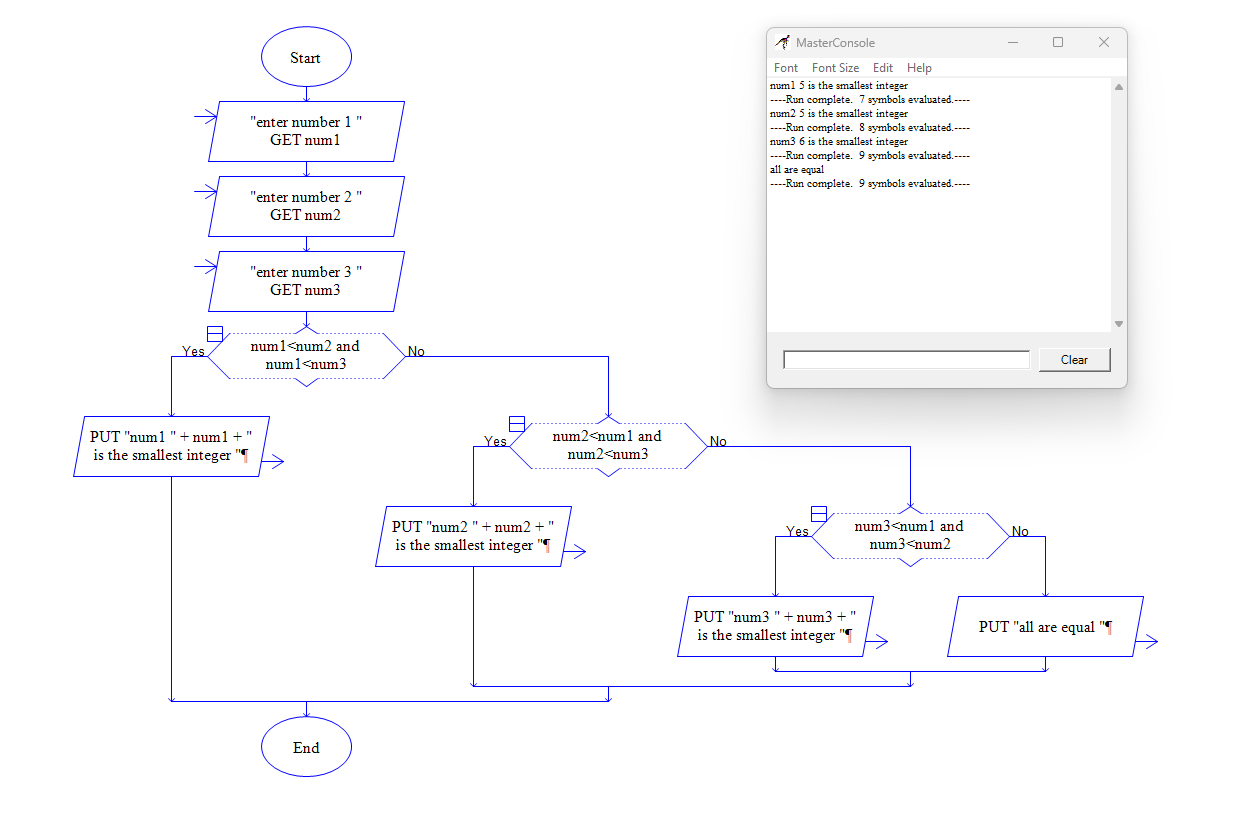 Start
"enter number 1 "
GET num1
"enter number 2 "
GET num2
"enter number 3 "
GET num3
Yes
num1<num2 and
num1<num3
No
PUT "num1 " + num1 + "
is the smallest integer "¶
Yes
num2<num1 and
num2<num3
No
PUT "num2 " + num2 + "
is the smallest integer "¶
Yes
num3<num1 and
num3<num2
No
PUT "num3 " + num3 + "
is the smallest integer "¶
PUT "all are equal "¶
End
MasterConsole
Font Font Size Edit Help
num1 5 is the smallest integer
----Run complete.  7 symbols evaluated.----
num2 5 is the smallest integer
----Run complete.  8 symbols evaluated.----
num3 6 is the smallest integer
----Run complete.  9 symbols evaluated.----
all are equal
----Run complete.  9 symbols evaluated.----
Clear